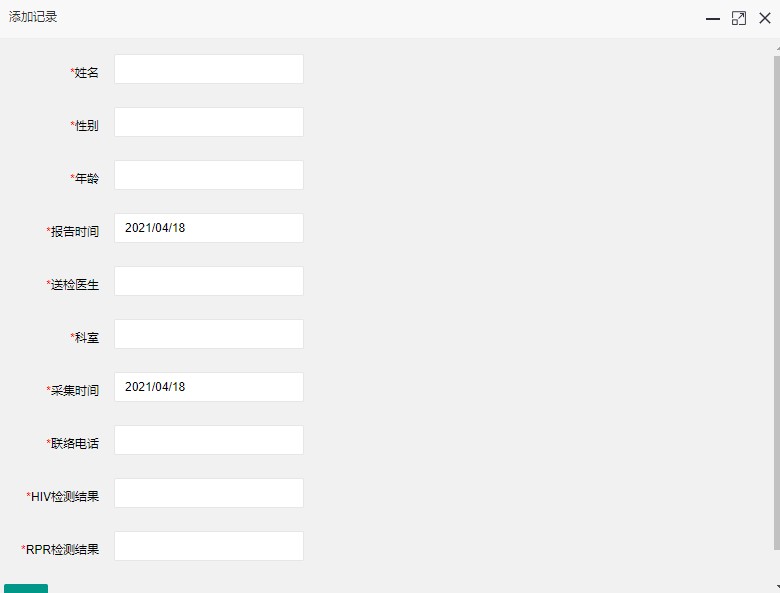 添加记录
*姓名
*性别
*年龄
*报告时间 2021/04/18
*送检医生
*科室
*采集时间 2021/04/18
*联络电话
*HIV检测结果
*RPR检测结果